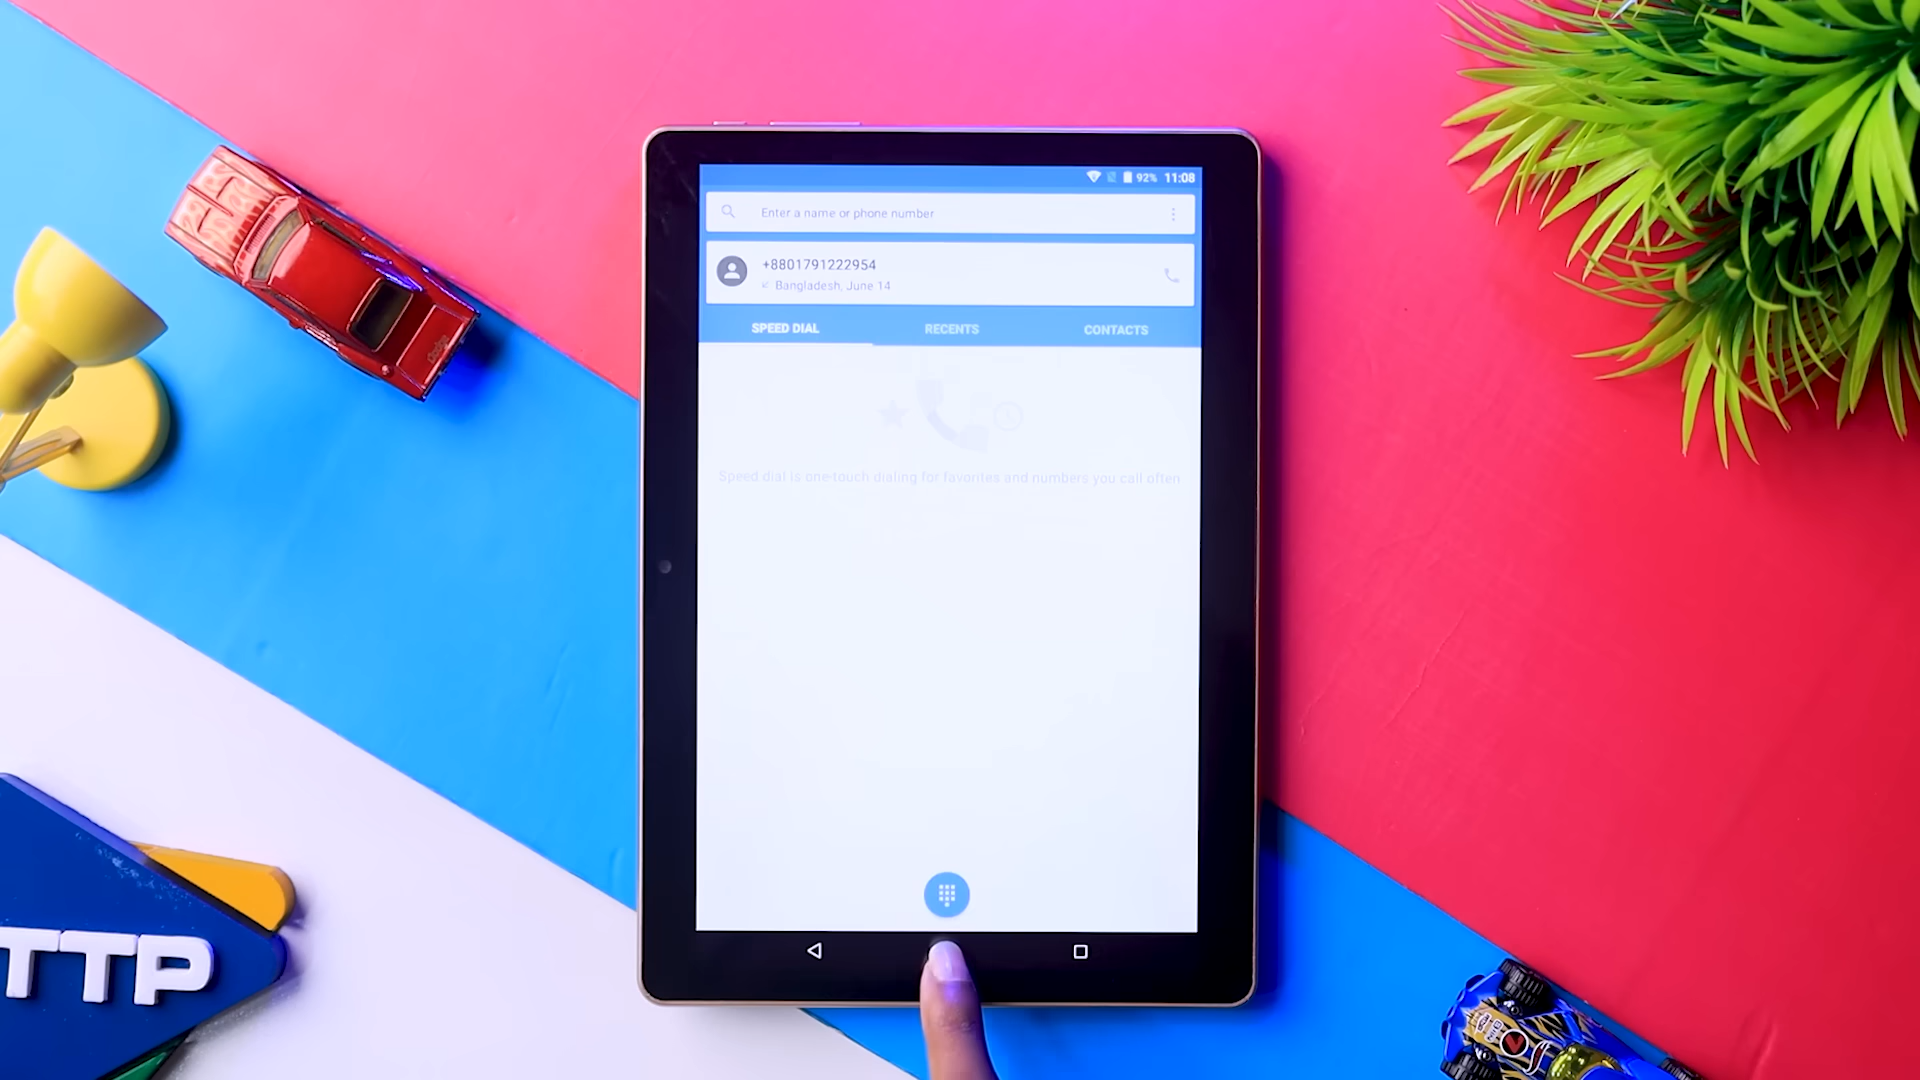 92% 11:08
Enter a name or phone number
+8801791222954
Bangladesh, June 14
SPEED DIAL RECENTS CONTACTS
Speed dial is one-touch dialing for favorites and numbers you call often
TTP
Dodge